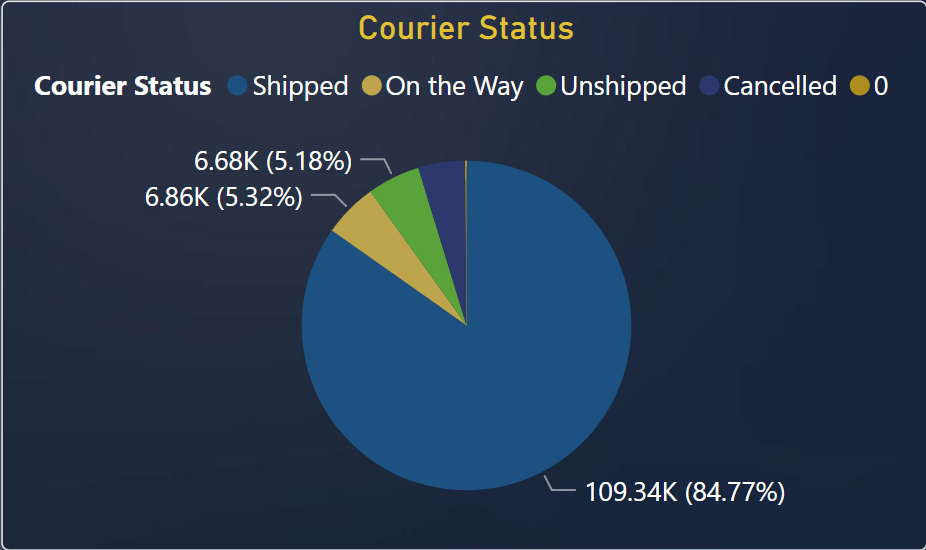 Courier Status
Courier Status Shipped On the Way Unshipped Cancelled 0
6.68K (5.18%)
6.86K (5.32%)
109.34K (84.77%)